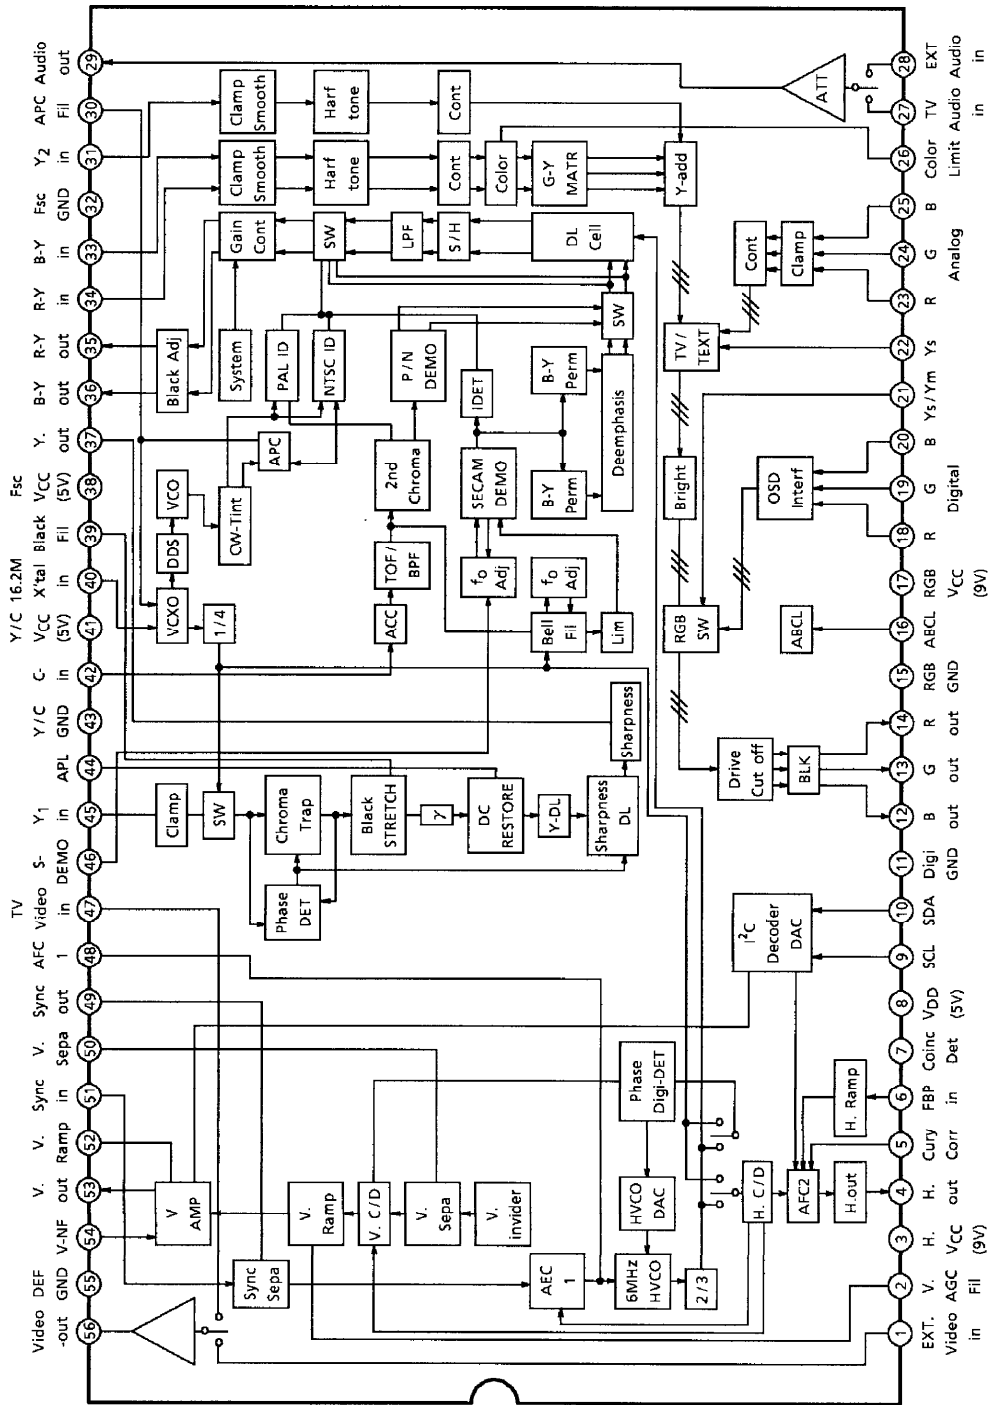 Video
-out
56
DEF
GND
55
V-NF
54
V.
out
53
V.
Ramp
52
Sync
in
51
V.
Sepa
50
Sync
out
49
AFC
1
48
TV
Video
in
47
S-
DEMO
46
Y1
in
45
APL
44
Y/C
GND
43
C-
in
42
Y/C
VCC
(5V)
41
16.2M
X'tal
in
40
Black
Fil
39
Fsc
VCC
(5V)
38
Y.
out
37
B-Y
out
36
R-Y
out
35
R-Y
in
34
B-Y
in
33
Fsc
GND
32
Y2
in
31
APC
Fil
30
Audio
out
29
V
AMP
Sync
Sepa
V.
Ramp
V. C/D
V.
Sepa
V.
invider
AEC
1
6MHz
HVCO
2/3
HVCO
DAC
Phase
Digi-DET
H. C/D
AFC2
H.out
H. Ramp
I²C
Decoder
DAC
Clamp
SW
Phase
DET
Chroma
Trap
Black
STRETCH
γ
DC
RESTORE
Y-DL
Sharpness
DL
Sharpness
VCXO
DDS
VCO
1/4
CW-Tint
APC
ACC
TOF/
BPF
2nd
Chroma
P/N
DEMO
Bell
Fil
fo
Adj
Lim
fo
Adj
SECAM
DEMO
IDET
B-Y
Perm
B-Y
Perm
Deemphasis
SW
Black Adj
System
PAL ID
NTSC ID
Gain
Cont
SW
LPF
S/H
DL
Cell
Clamp
Smooth
Harf
tone
Cont
Color
G-Y
MATR
Y-add
Clamp
Smooth
Harf
tone
Cont
TV/
TEXT
Bright
RGB
SW
Drive
Cut off
BLK
ABCL
OSD
Interf
Cont
Clamp
ATT
1
EXT.
Video
in
2
V.
AGC
Fil
3
H.
VCC
(9V)
4
H.
out
5
Cury
Corr
6
FBP
in
7
Coinc
Det
8
VDD
(5V)
9
SCL
10
SDA
11
Digi
GND
12
B
out
13
G
out
14
R
out
15
RGB
GND
16
ABCL
17
RGB
VCC
(9V)
18
R
19
G
20
B
Digital
21
Ys/Ym
22
Ys
23
R
24
G
25
B
Analog
26
Color
Limit
27
TV
Audio
in
28
EXT
Audio
in